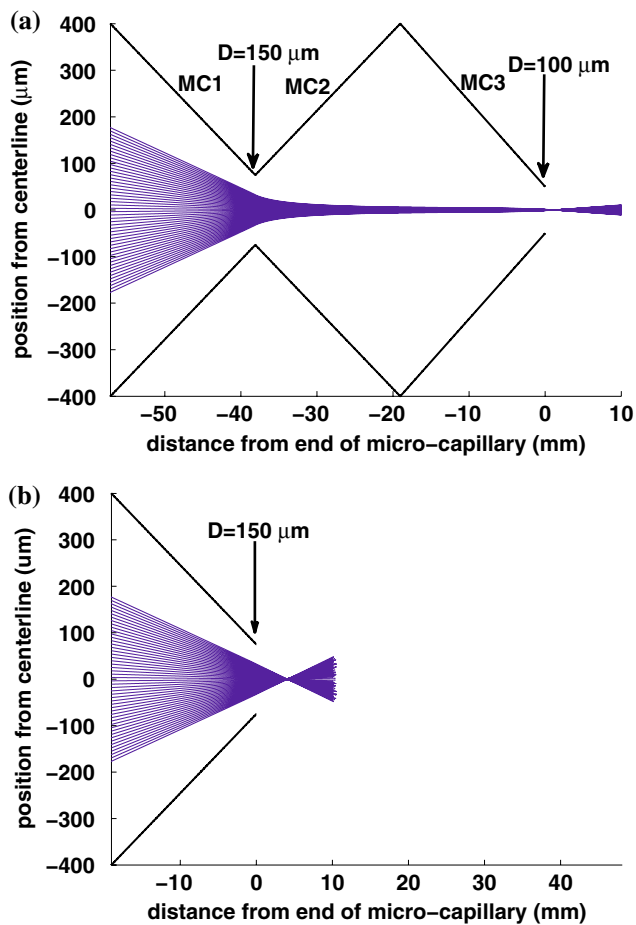 (a)
400
300
200
100
0
−100
−200
−300
−400
position from centerline (μm)
D=150 μm
MC1
MC2
MC3
D=100 μm
−50 −40 −30 −20 −10 0 10
distance from end of micro−capillary (mm)
(b)
400
300
200
100
0
−100
−200
−300
−400
position from centerline (um)
D=150 μm
−10 0 10 20 30 40
distance from end of micro−capillary (mm)